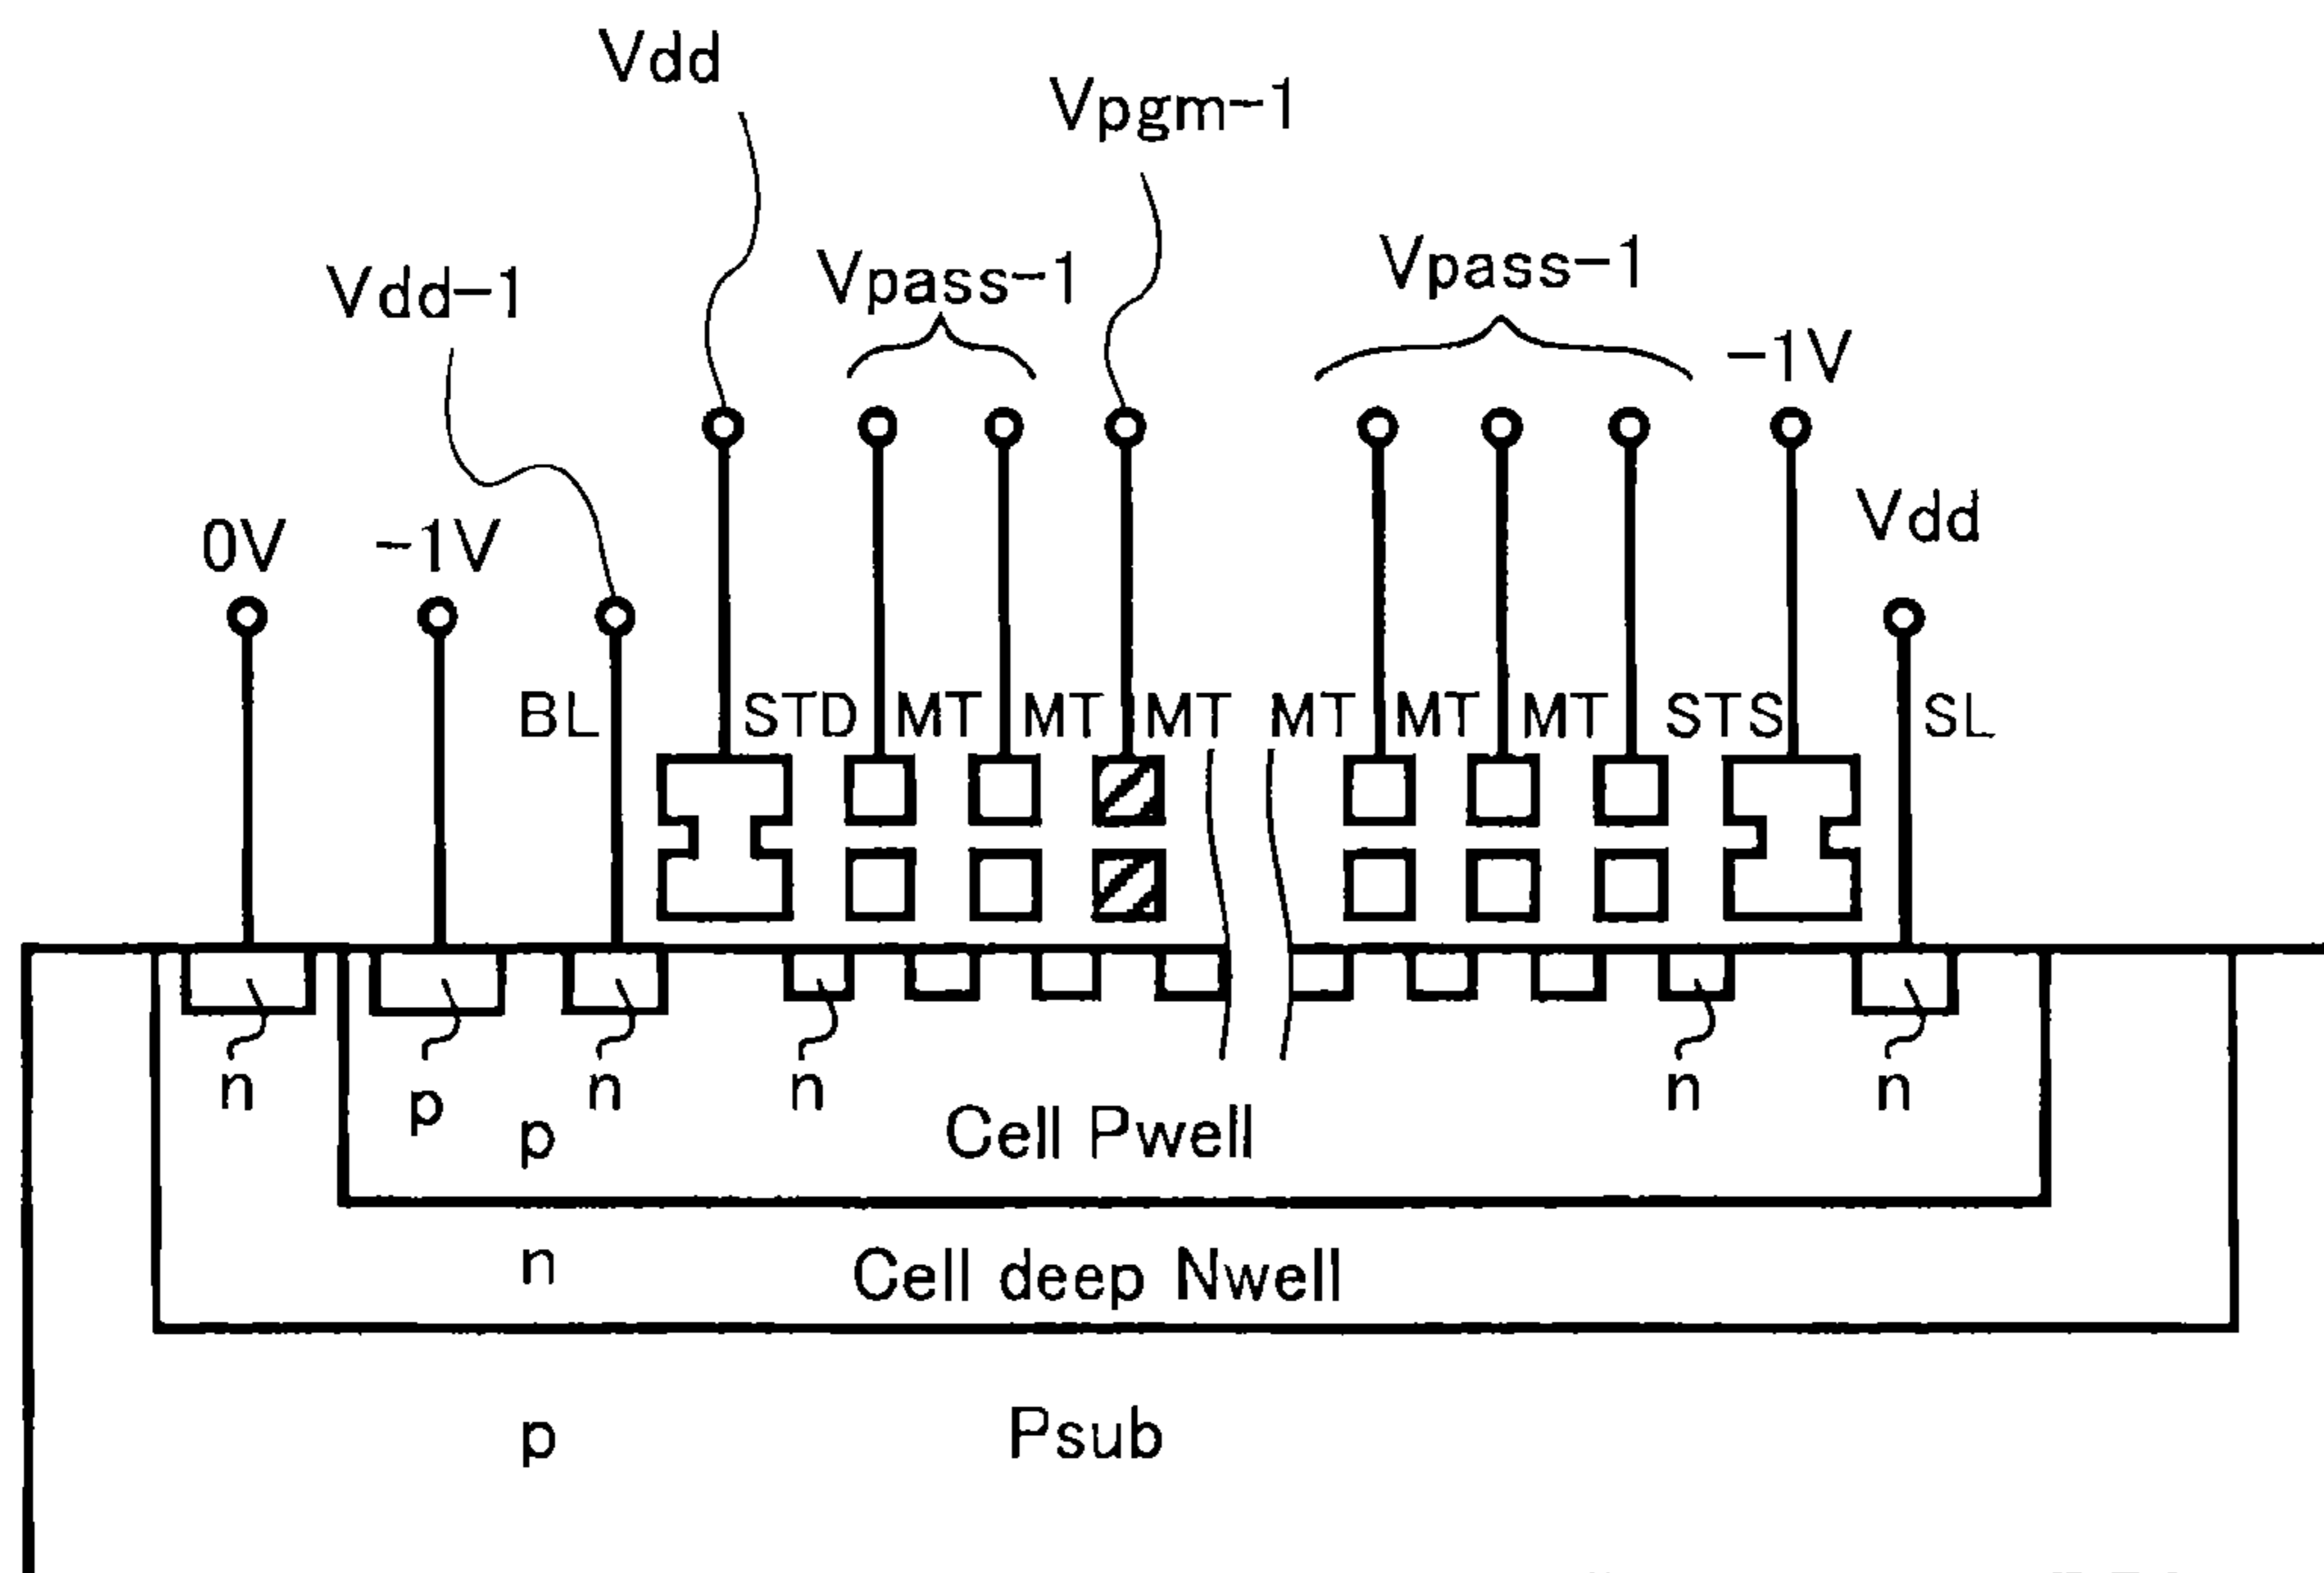 Vdd
Vpgm-1
Vdd-1
Vpass-1
Vpass-1
-1V
0V
-1V
Vdd
BL
STD
MT
MT
MT
MT
MT
MT
STS
SL
n
p
n
n
n
n
p
Cell Pwell
n
Cell deep Nwell
p
Psub